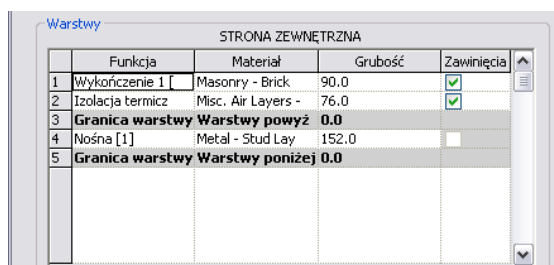 Warstwy
STRONA ZEWNĘTRZNA
Funkcja Materiał Grubość Zawinięcia
1 Wykończenie 1 [ Masonry - Brick 90.0
2 Izolacja termicz Misc. Air Layers - 76.0
3 Granica warstwy Warstwy powyż 0.0
4 Nośna [1] Metal - Stud Lay 152.0
5 Granica warstwy Warstwy poniżej 0.0